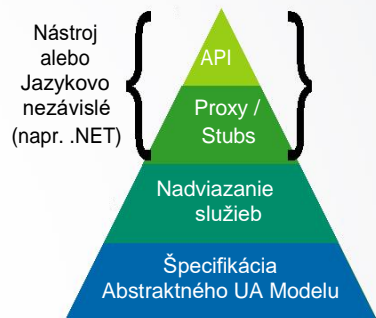 Nástroj
alebo
Jazykovo
nezávislé
(napr. .NET)
API
Proxy /
Stubs
Nadviazanie
služieb
Špecifikácia
Abstraktného UA Modelu